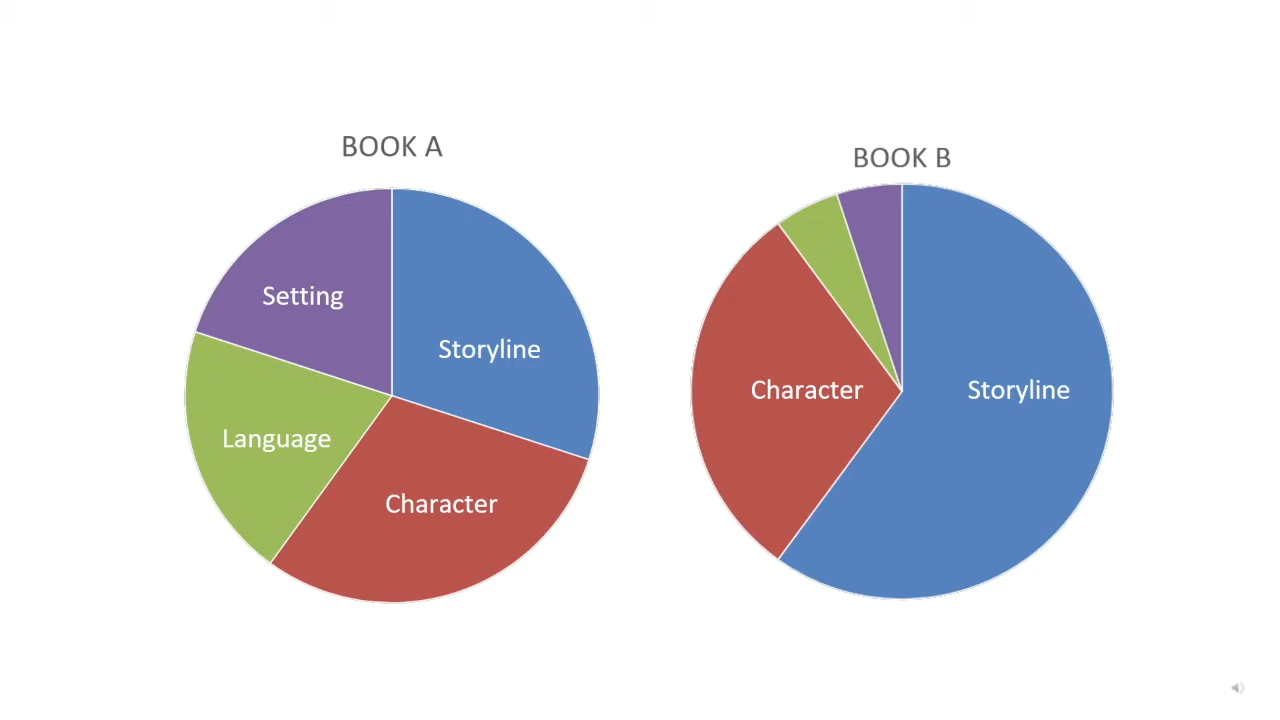 BOOK A
Setting
Storyline
Language
Character
BOOK B
Character
Storyline